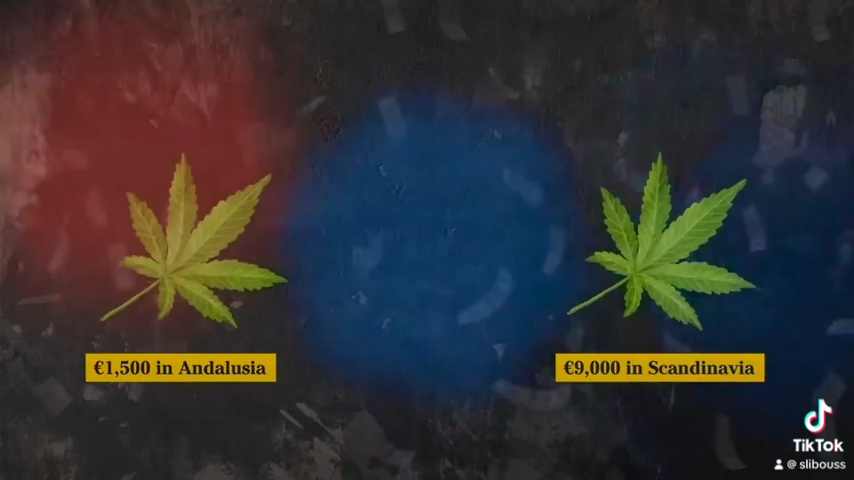 €1,500 in Andalusia
€9,000 in Scandinavia
TikTok
@ slibouss